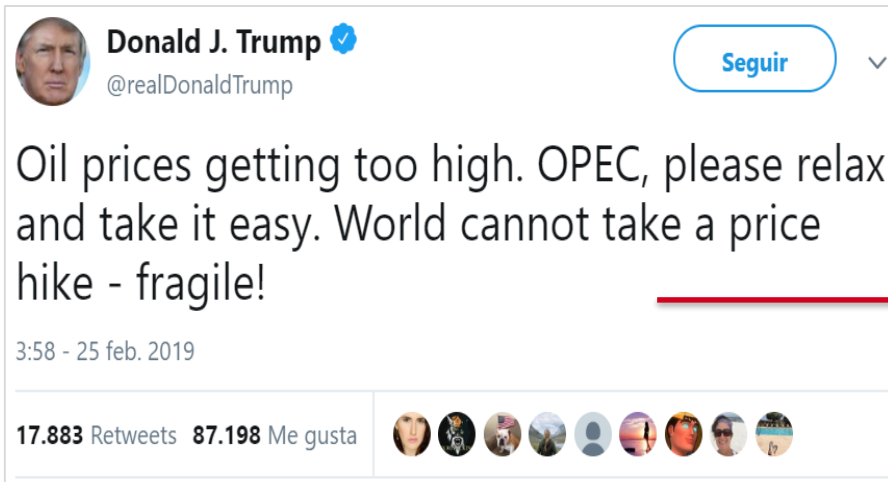 Donald J. Trump
@realDonaldTrump
Seguir
Oil prices getting too high. OPEC, please relax
and take it easy. World cannot take a price
hike - fragile!
3:58 - 25 feb. 2019
17.883 Retweets 87.198 Me gusta